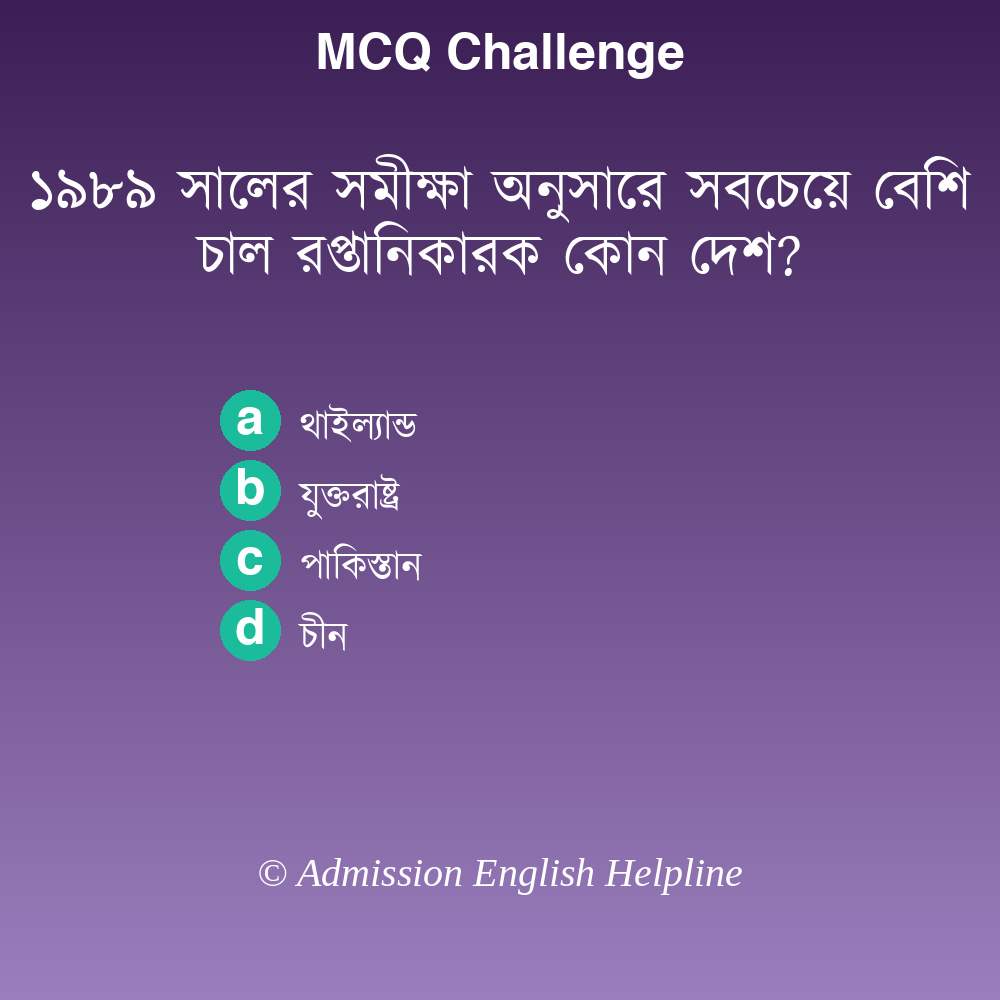 MCQ Challenge
১৯৮৯ সালের সমীক্ষা অনুসারে সবচেয়ে বেশি
চাল রপ্তানিকারক কোন দেশ?
a থাইল্যান্ড
b যুক্তরাষ্ট্র
c পাকিস্তান
d চীন
© Admission English Helpline